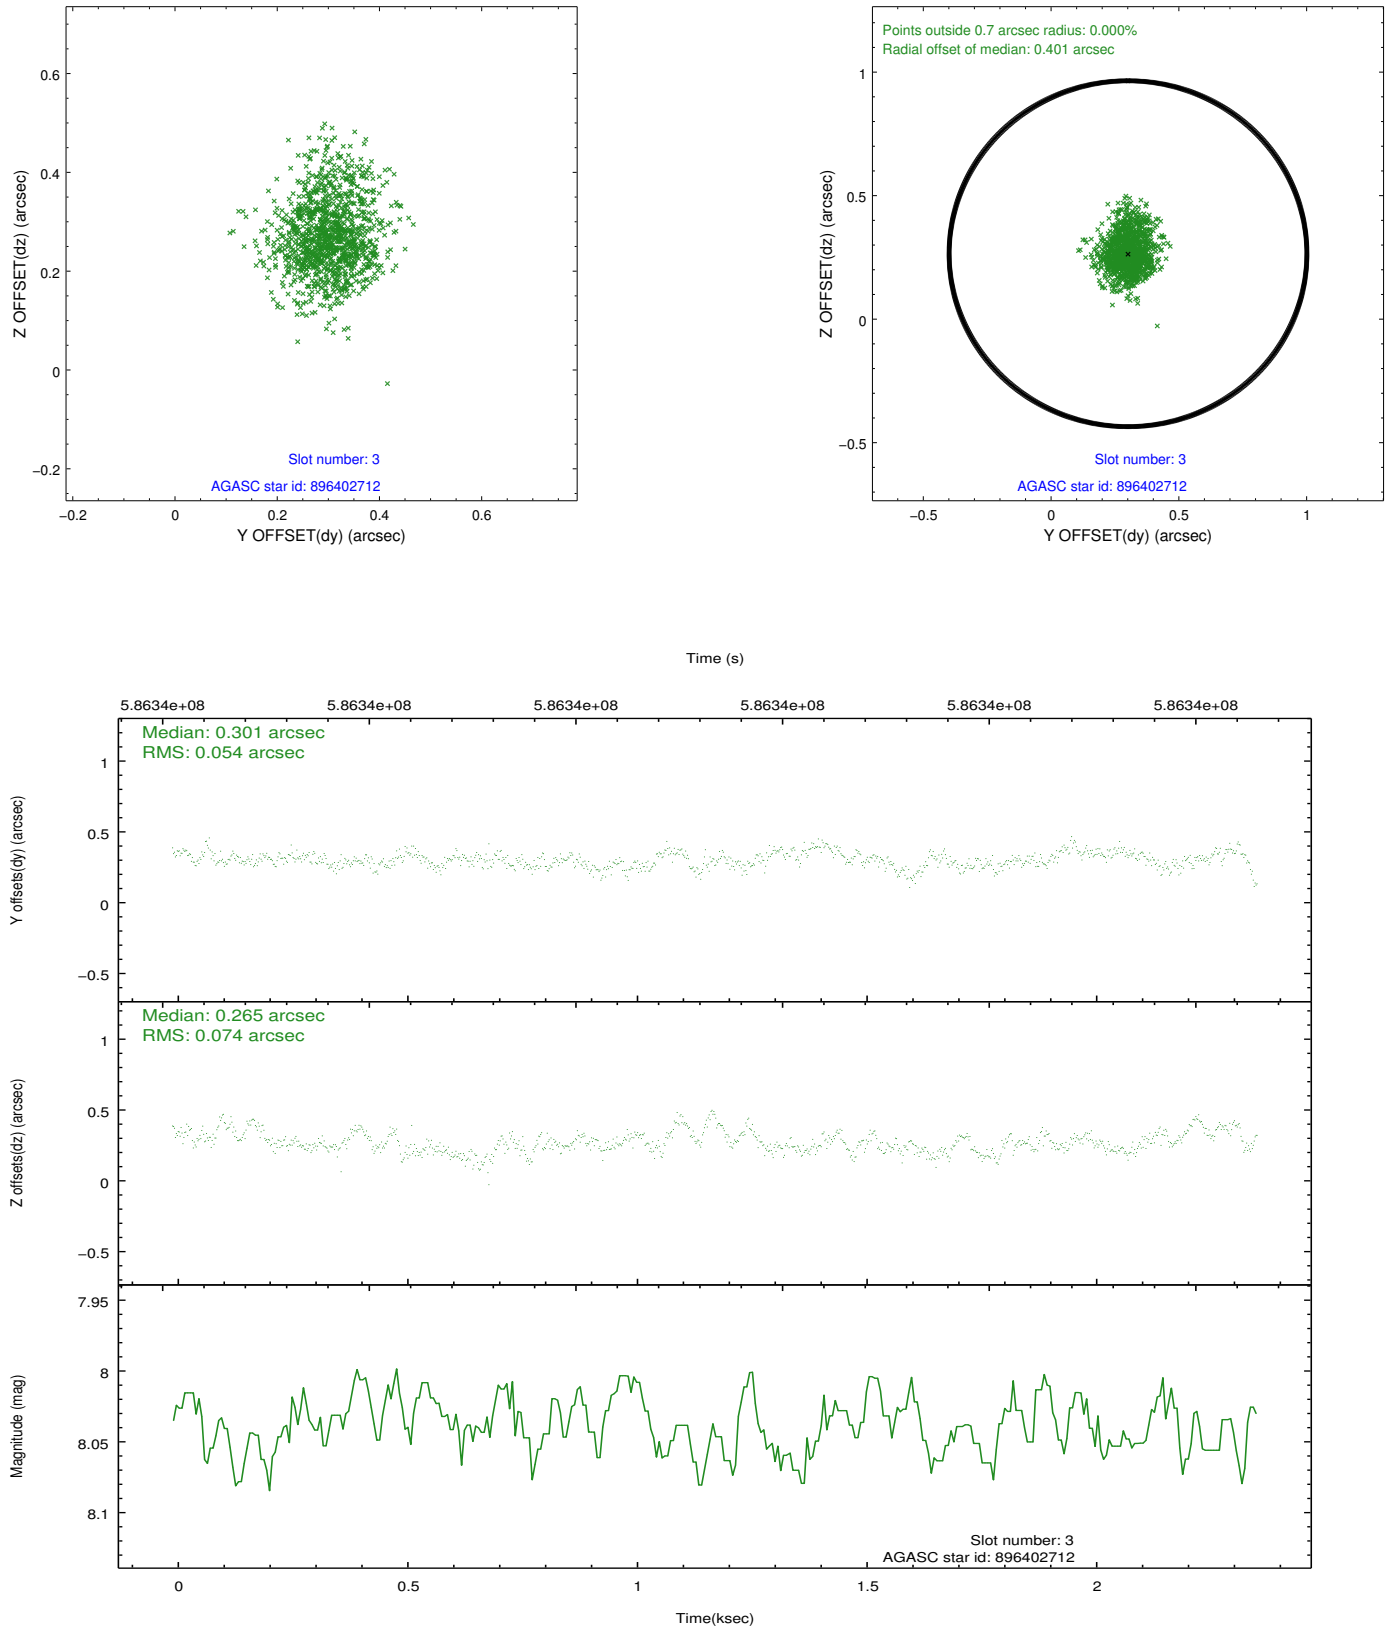 0.6
0.4
0.2
0
−0.2
Z OFFSET(dz) (arcsec)
Slot number: 3
AGASC star id: 896402712
−0.2 0 0.2 0.4 0.6
Y OFFSET(dy) (arcsec)
Points outside 0.7 arcsec radius: 0.000%
Radial offset of median: 0.401 arcsec
1
0.5
0
−0.5
Z OFFSET(dz) (arcsec)
Slot number: 3
AGASC star id: 896402712
−0.5 0 0.5 1
Y OFFSET(dy) (arcsec)
Time (s)
5.8634e+08 5.8634e+08 5.8634e+08 5.8634e+08 5.8634e+08 5.8634e+08
Median: 0.301 arcsec
RMS: 0.054 arcsec
1
0.5
0
−0.5
Y offsets(dy) (arcsec)
Median: 0.265 arcsec
RMS: 0.074 arcsec
1
0.5
0
−0.5
Z offsets(dz) (arcsec)
7.95
8
8.05
8.1
Magnitude (mag)
Slot number: 3
AGASC star id: 896402712
0 0.5 1 1.5 2
Time(ksec)